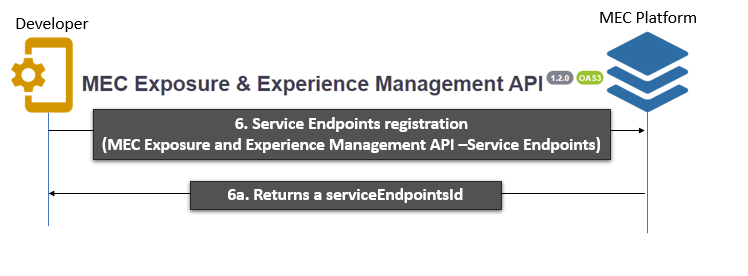 Developer
MEC Platform
MEC Exposure & Experience Management API 1.2.0 OAS3
6. Service Endpoints registration
(MEC Exposure and Experience Management API –Service Endpoints)
6a. Returns a serviceEndpointsId